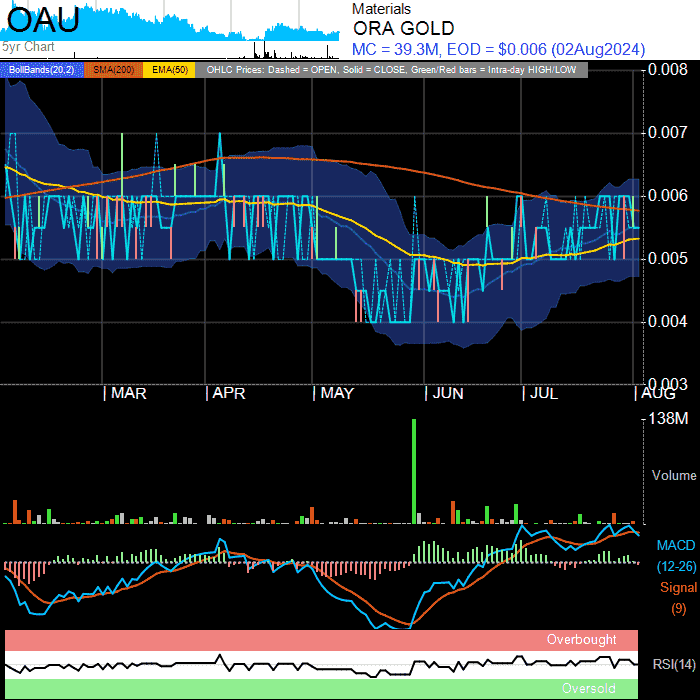 OAU
5yr Chart
Materials
ORA GOLD
MC = 39.3M, EOD = $0.006 (02Aug2024)
BollBands(20,2) SMA(200) EMA(50) OHLC Prices: Dashed = OPEN, Solid = CLOSE, Green/Red bars = Intra-day HIGH/LOW
0.008
0.007
0.006
0.005
0.004
0.003
MAR APR MAY JUN JUL AUG
138M
Volume
MACD
(12-26)
Signal
(9)
Overbought
RSI(14)
Oversold